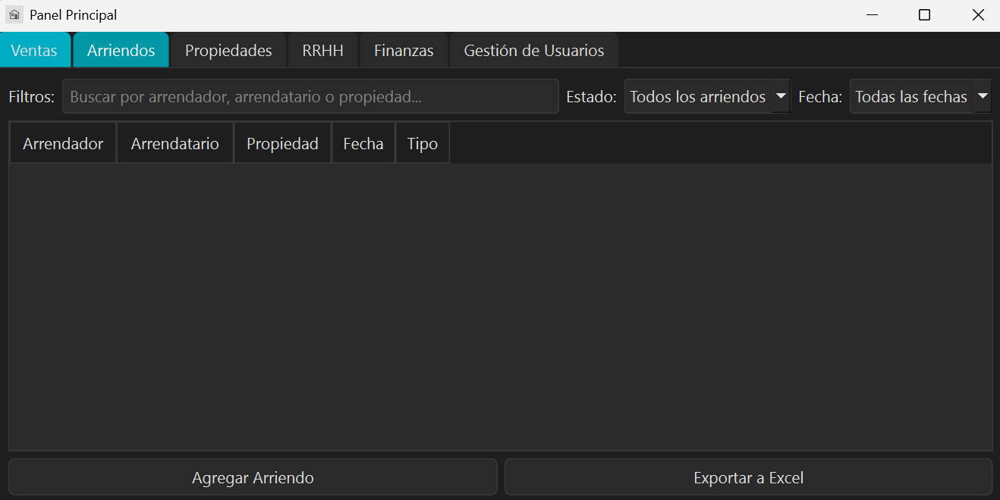 Panel Principal
Ventas Arriendos Propiedades RRHH Finanzas Gestión de Usuarios
Filtros: Buscar por arrendador, arrendatario o propiedad... Estado: Todos los arriendos Fecha: Todas las fechas
Arrendador Arrendatario Propiedad Fecha Tipo
Agregar Arriendo Exportar a Excel